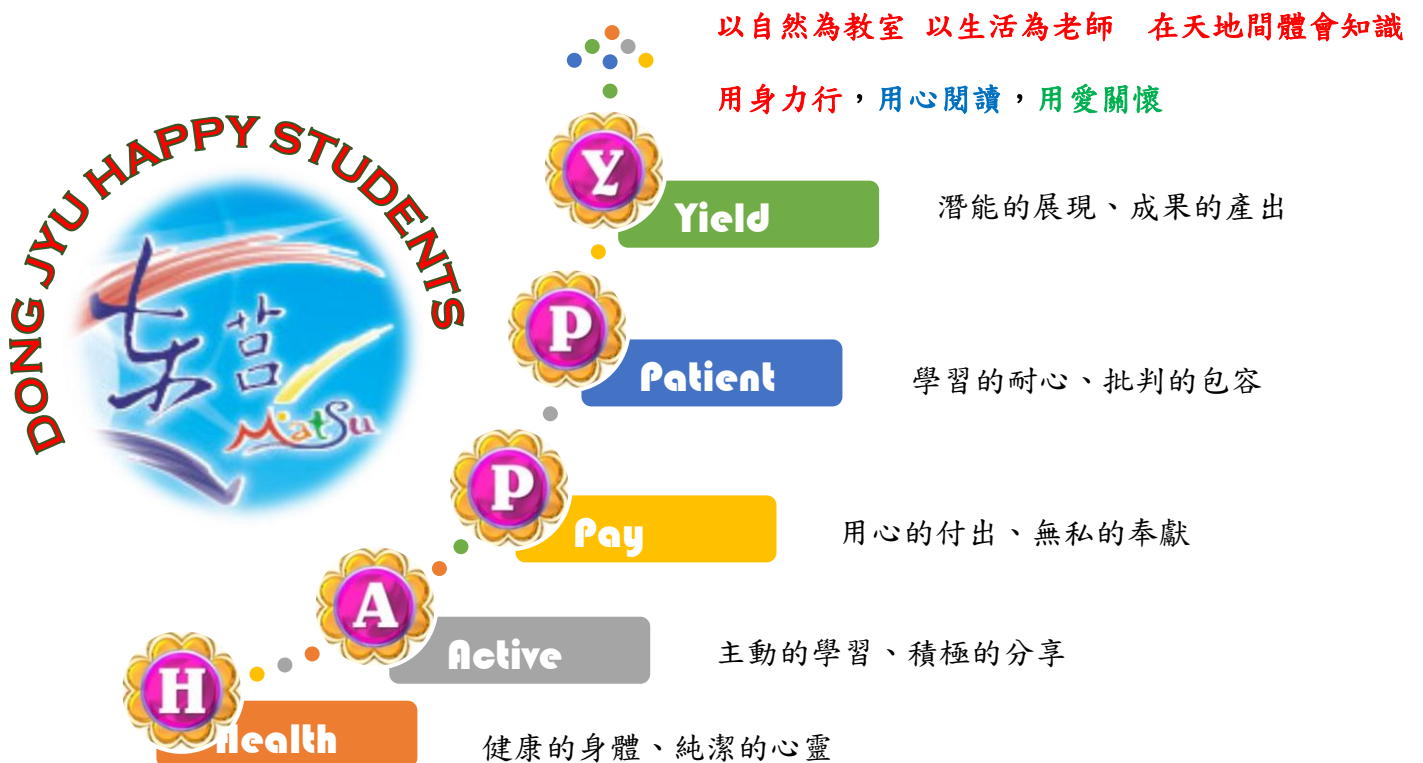 以自然為教室 以生活為老師　在天地間體會知識
用身力行，用心閱讀，用愛關懷
DONG JYU HAPPY STUDENTS
東莒
MatSu
Y
Yield
潛能的展現、成果的產出
P
Patient
學習的耐心、批判的包容
P
Pay
用心的付出、無私的奉獻
A
Active
主動的學習、積極的分享
H
Health
健康的身體、純潔的心靈